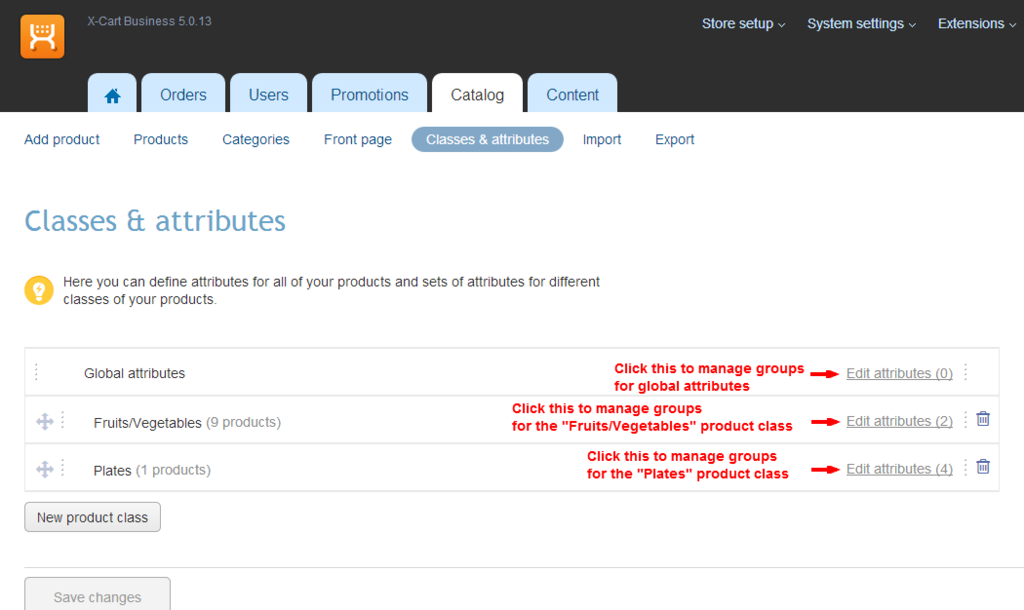 X-Cart Business 5.0.13
Store setup System settings Extensions
Orders Users Promotions Catalog Content
Add product Products Categories Front page Classes & attributes Import Export
Classes & attributes
Here you can define attributes for all of your products and sets of attributes for different
classes of your products.
Global attributes
Click this to manage groups
for global attributes
Edit attributes (0)
Fruits/Vegetables (9 products)
Click this to manage groups
for the "Fruits/Vegetables" product class
Edit attributes (2)
Plates (1 products)
Click this to manage groups
for the "Plates" product class
Edit attributes (4)
New product class
Save changes